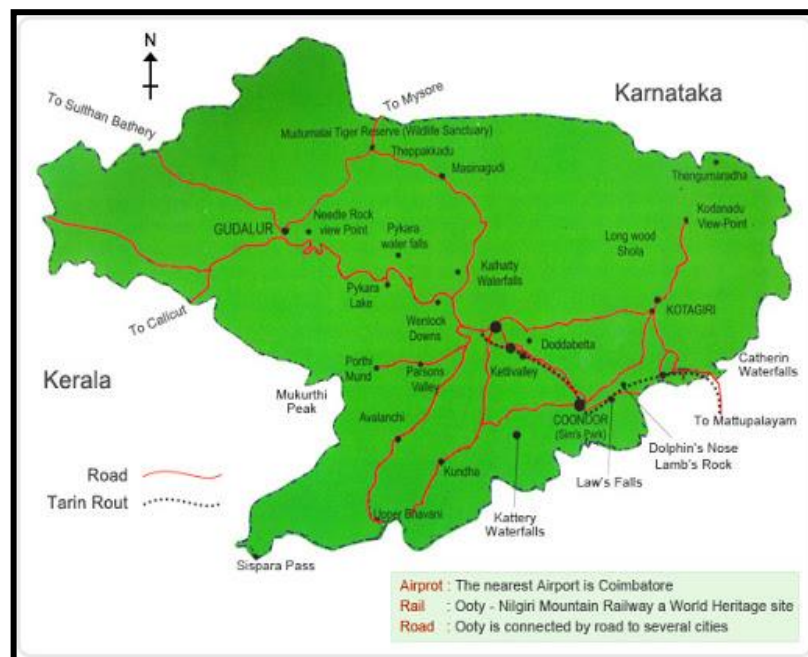 N
To Mysore
Karnataka
To Sulthan Bathery
Mudumalai Tiger Reserve (Wildlife Sanctuary)
Theppakkadu
Masinagudi
Thengumaradha
Kodanadu
View-Point
GUDALUR
Needle Rock
view Point
Pykara
water falls
Long wood
Shola
Kalhatty
Waterfalls
Pykara
Lake
To Calicut
Wenlock
Downs
KOTAGIRI
Doddabetta
Catherin
Waterfalls
Kerala
Porthi
Mund
Parsons
Valley
Ketlivalley
Mukurthi
Peak
Avalanchi
COONOOR
(Sim's Park)
To Mattupalayam
Dolphin's Nose
Lamb's Rock
Road
Kundha
Law's Falls
Tarin Rout
Upper Bhavani
Kattery
Waterfalls
Sispara Pass
Airprot : The nearest Airport is Coimbatore
Rail : Ooty - Nilgiri Mountain Railway a World Heritage site
Road : Ooty is connected by road to several cities